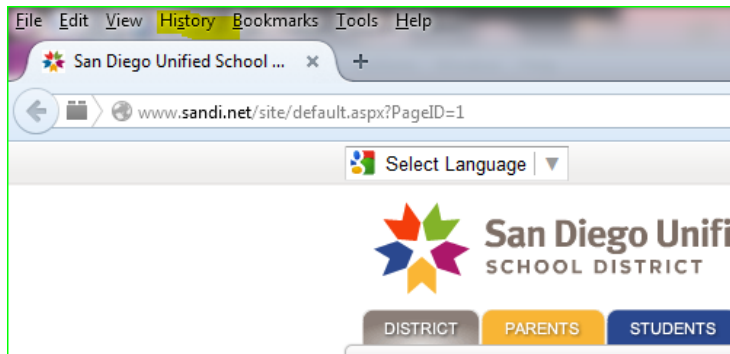 File Edit View History Bookmarks Tools Help
San Diego Unified School ... × +
www.sandi.net/site/default.aspx?PageID=1
Select Language ▼
San Diego Unifi
SCHOOL DISTRICT
DISTRICT PARENTS STUDENTS